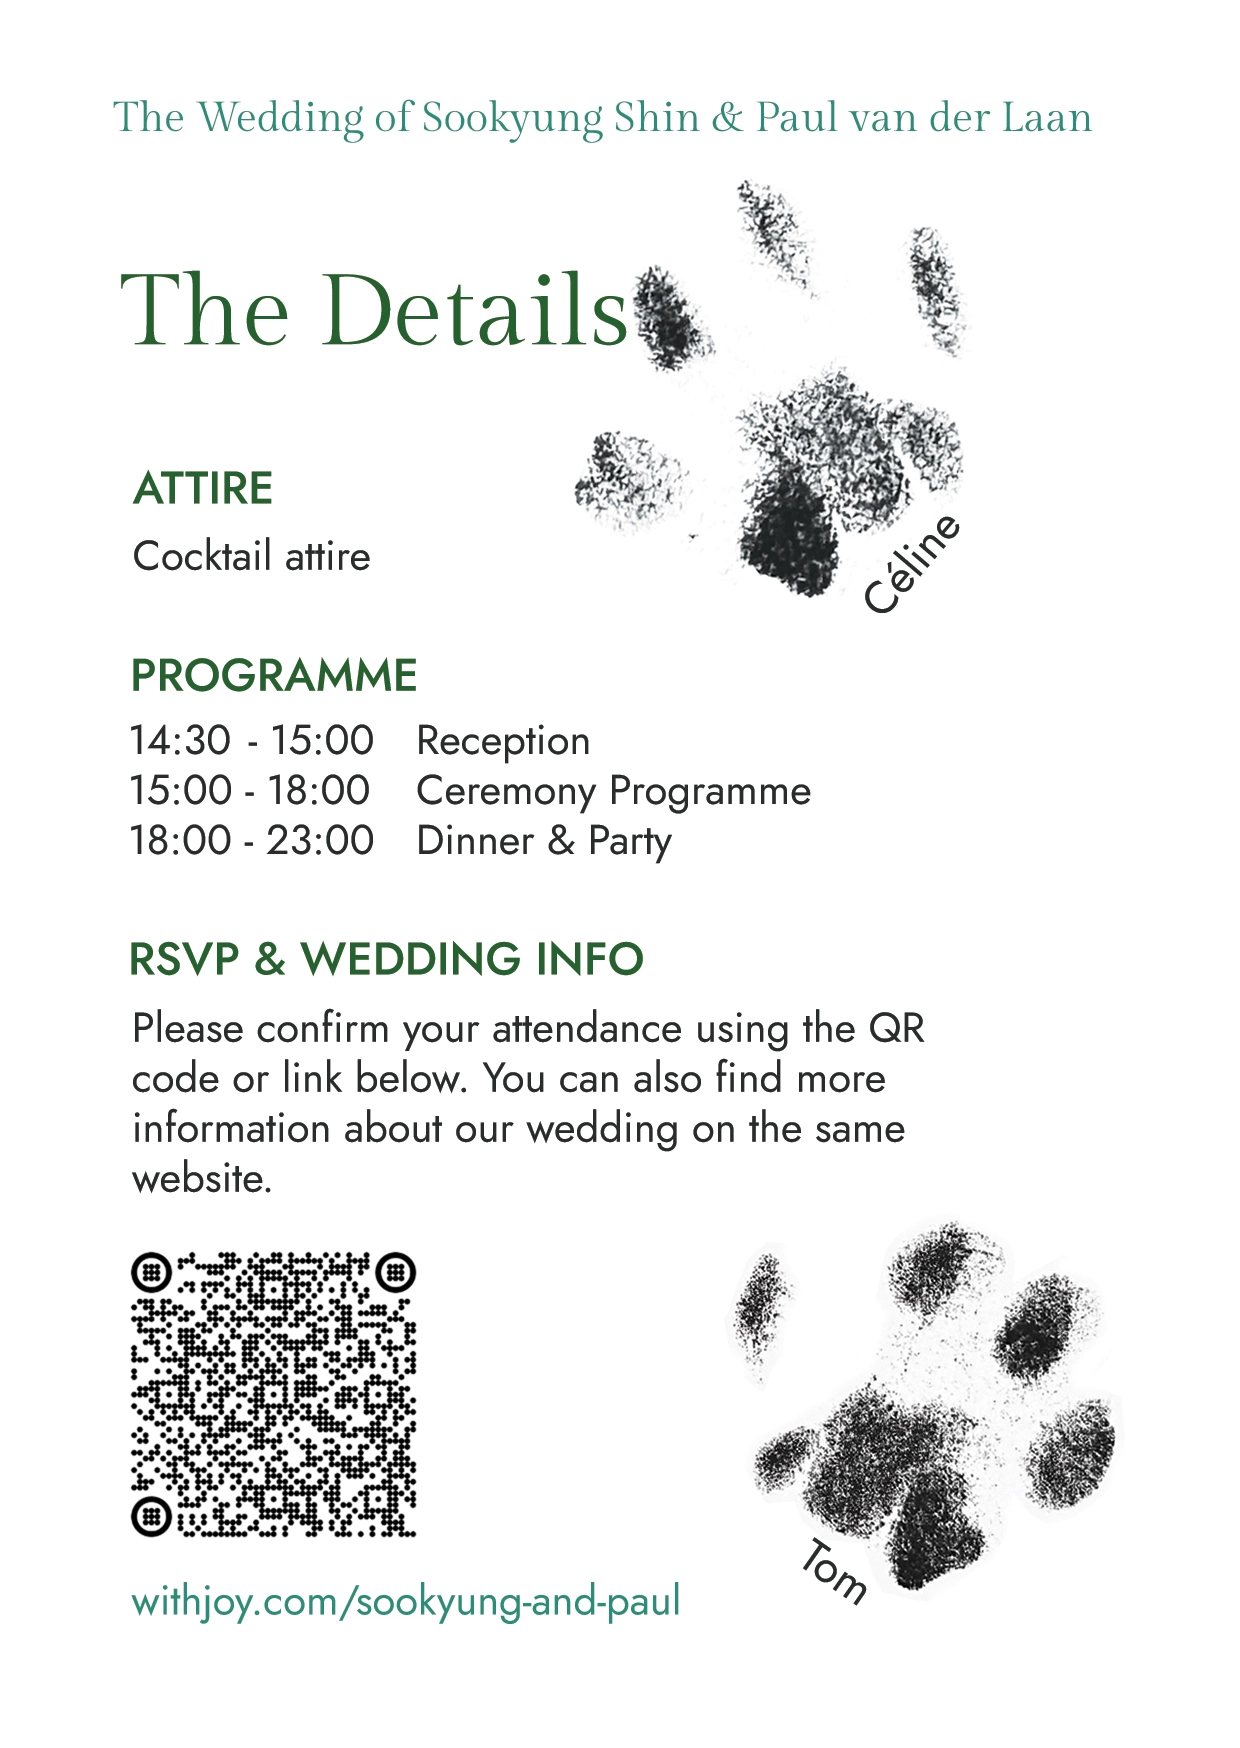 The Wedding of Sookyung Shin & Paul van der Laan
The Details
ATTIRE
Cocktail attire
Céline
PROGRAMME
14:30 - 15:00 Reception
15:00 - 18:00 Ceremony Programme
18:00 - 23:00 Dinner & Party
RSVP & WEDDING INFO
Please confirm your attendance using the QR
code or link below. You can also find more
information about our wedding on the same
website.
Tom
withjoy.com/sookyung-and-paul